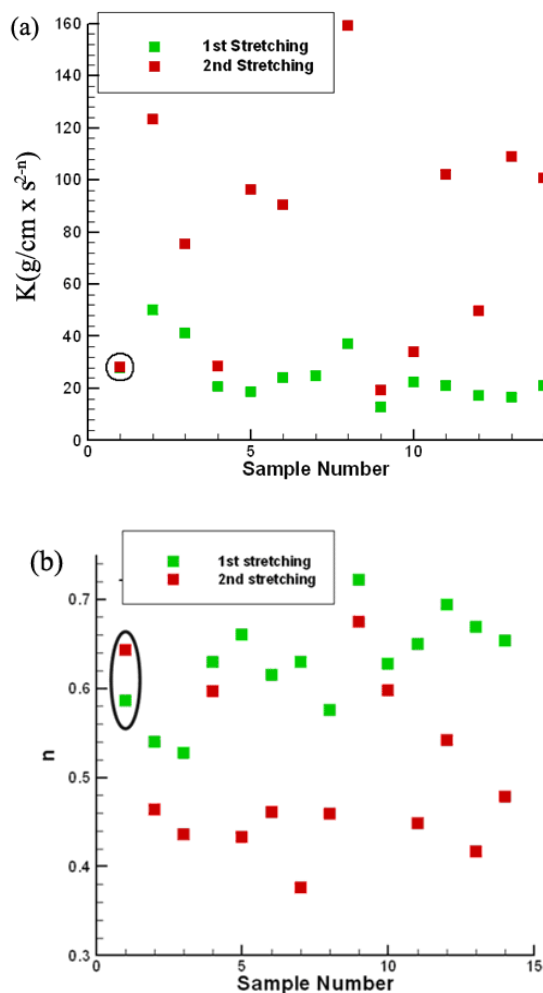 (a)
1st Stretching
2nd Stretching
160
140
120
100
80
60
40
20
0
K(g/cm x s²⁻ⁿ)
0
5
10
Sample Number
(b)
1st stretching
2nd stretching
0.7
0.6
0.5
0.4
0.3
n
0
5
10
15
Sample Number